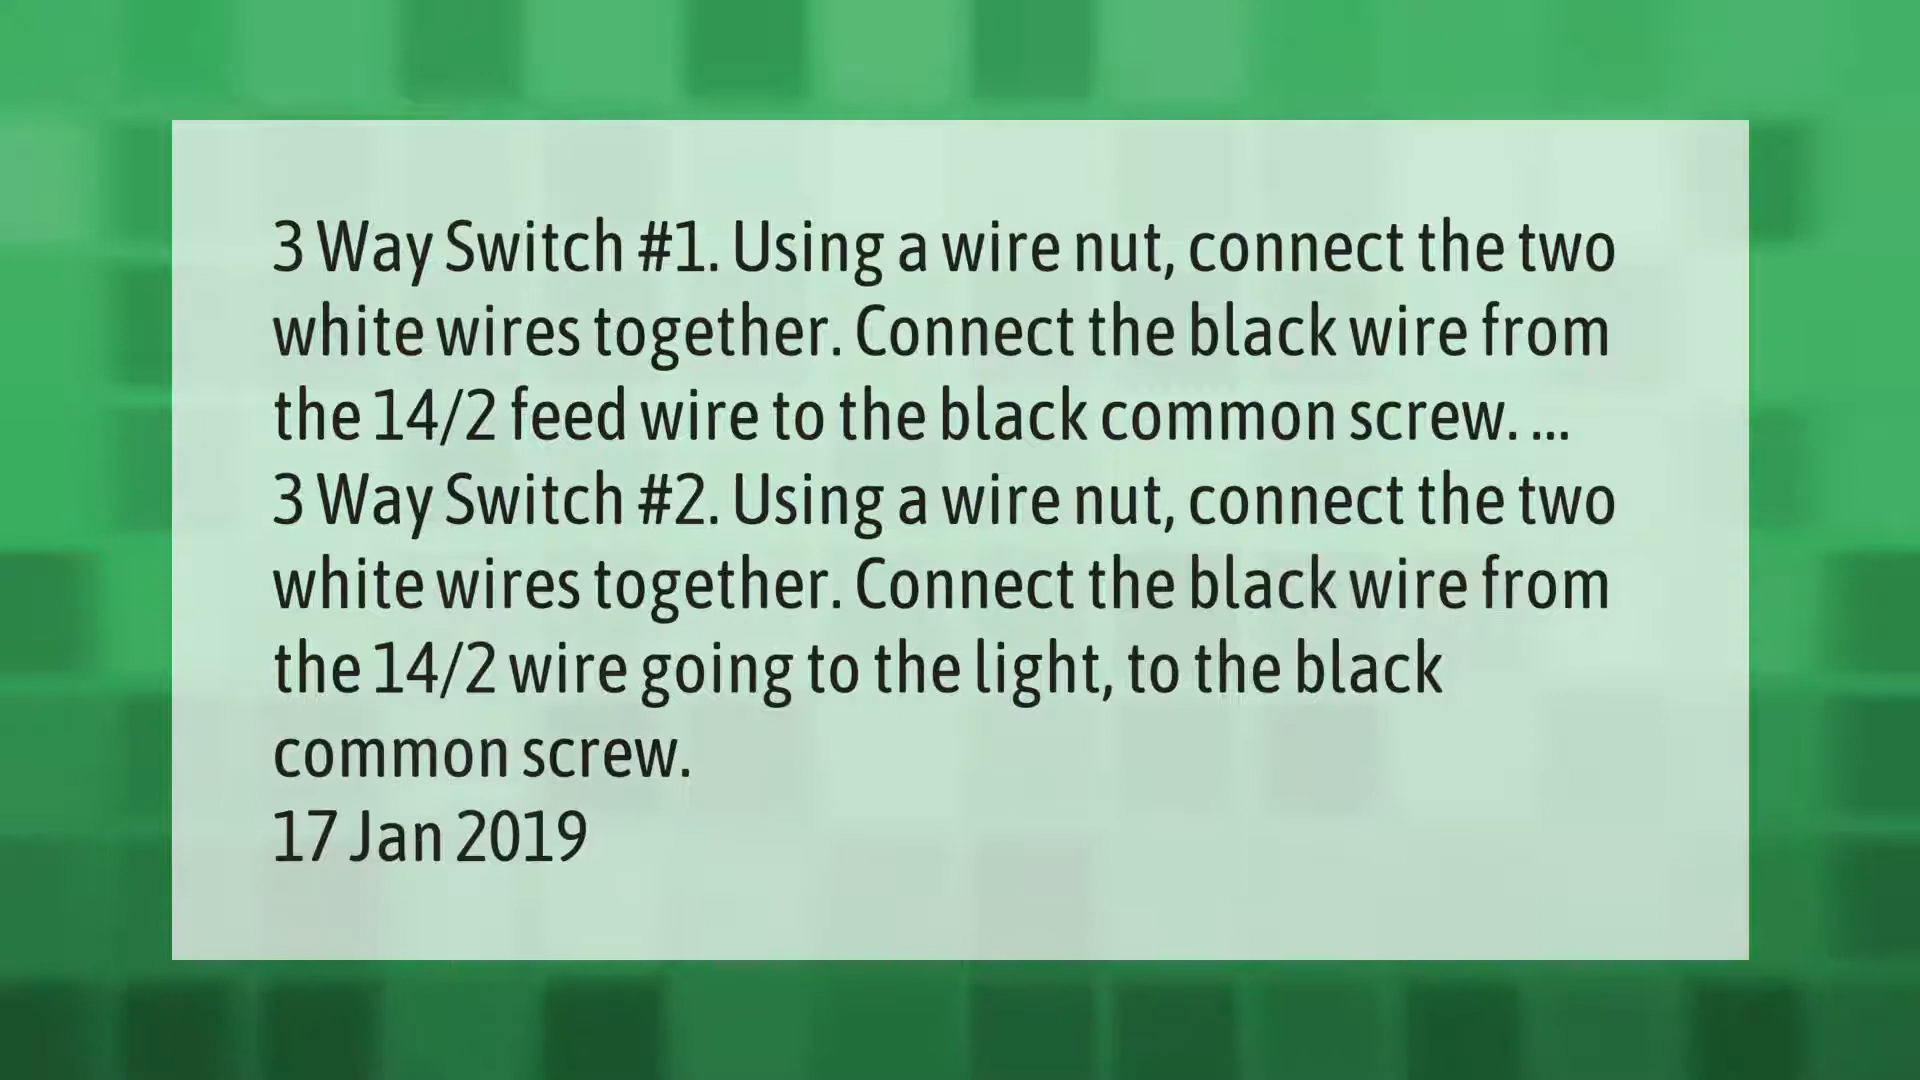 3 Way Switch #1. Using a wire nut, connect the two
white wires together. Connect the black wire from
the 14/2 feed wire to the black common screw. ...
3 Way Switch #2. Using a wire nut, connect the two
white wires together. Connect the black wire from
the 14/2 wire going to the light, to the black
common screw.
17 Jan 2019